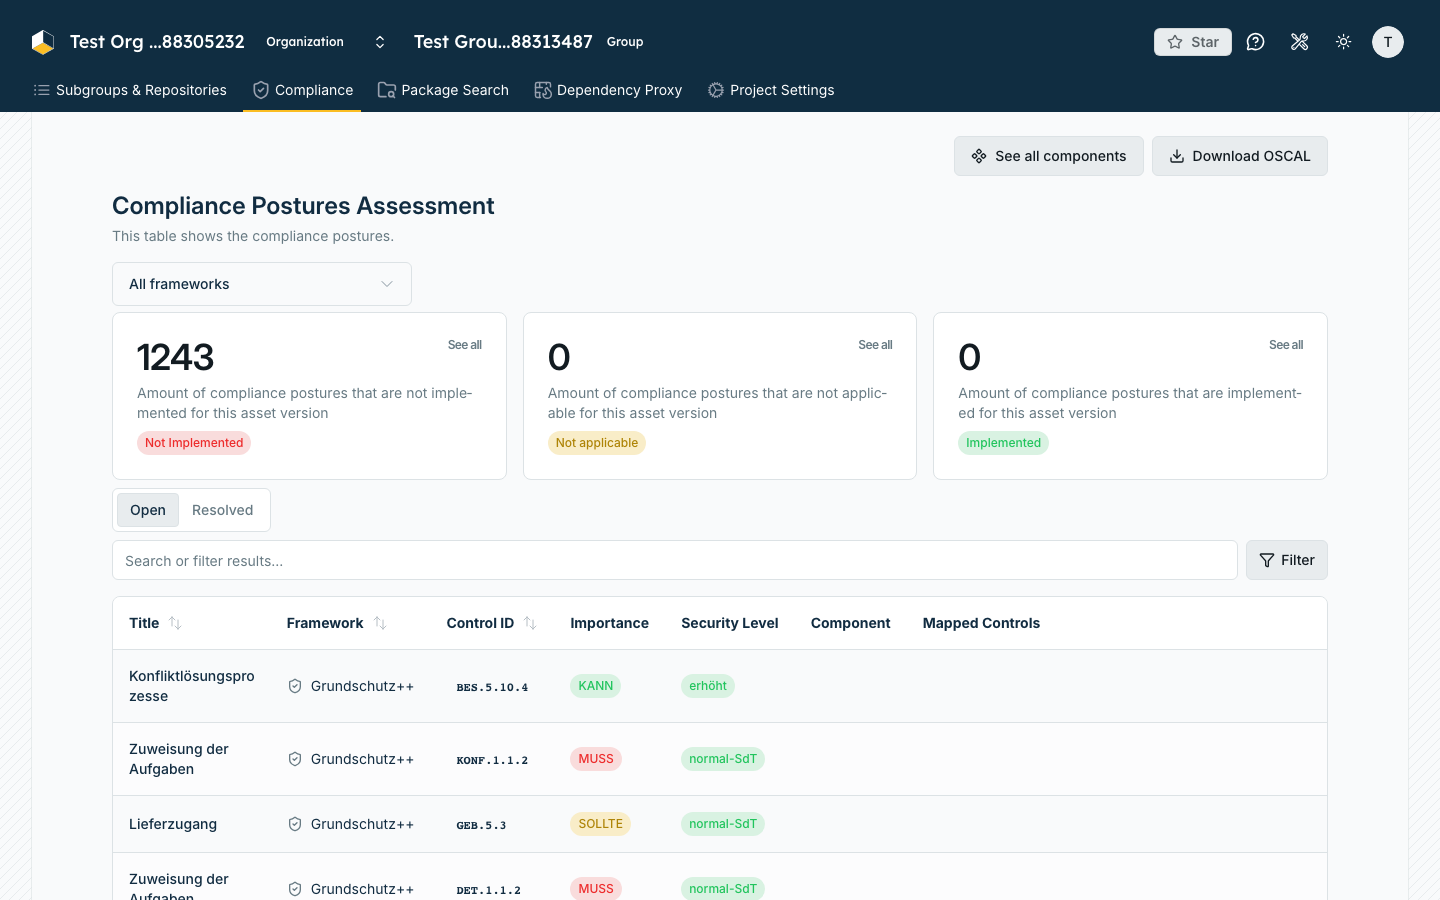 Test Org ...88305232 Organization Test Grou...88313487 Group Star T
Subgroups & Repositories Compliance Package Search Dependency Proxy Project Settings
See all components Download OSCAL
Compliance Postures Assessment
This table shows the compliance postures.
All frameworks
1243 See all
Amount of compliance postures that are not imple-
mented for this asset version
Not Implemented
0 See all
Amount of compliance postures that are not applic-
able for this asset version
Not applicable
0 See all
Amount of compliance postures that are implement-
ed for this asset version
Implemented
Open Resolved
Search or filter results... Filter
Title Framework Control ID Importance Security Level Component Mapped Controls
Konfliktlösungspro
zesse
Grundschutz++ BES.5.10.4 KANN erhöht
Zuweisung der
Aufgaben
Grundschutz++ KONF.1.1.2 MUSS normal-SdT
Lieferzugang Grundschutz++ GEB.5.3 SOLLTE normal-SdT
Zuweisung der
Aufgaben
Grundschutz++ DET.1.1.2 MUSS normal-SdT